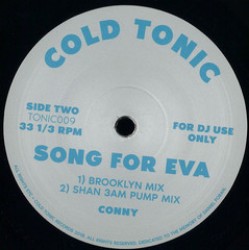 COLD TONIC
SIDE TWO
TONIC009
33 1/3 RPM
FOR DJ USE
ONLY
SONG FOR EVA
1) BROOKLYN MIX
2) SHAN 3AM PUMP MIX
CONNY